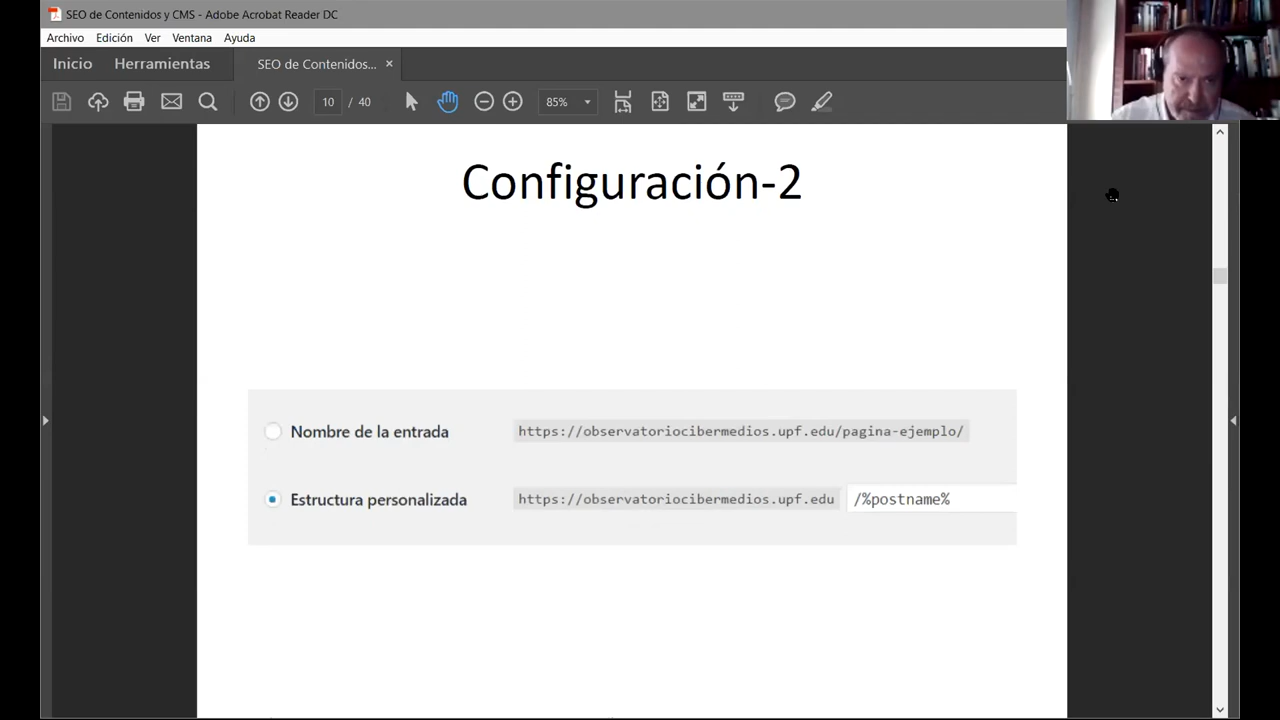 SEO de Contenidos y CMS - Adobe Acrobat Reader DC
Archivo Edición Ver Ventana Ayuda
Inicio Herramientas SEO de Contenidos... ×
10 / 40 85%
Configuración-2
Nombre de la entrada https://observatoriocibermedios.upf.edu/pagina-ejemplo/
Estructura personalizada https://observatoriocibermedios.upf.edu /%postname%